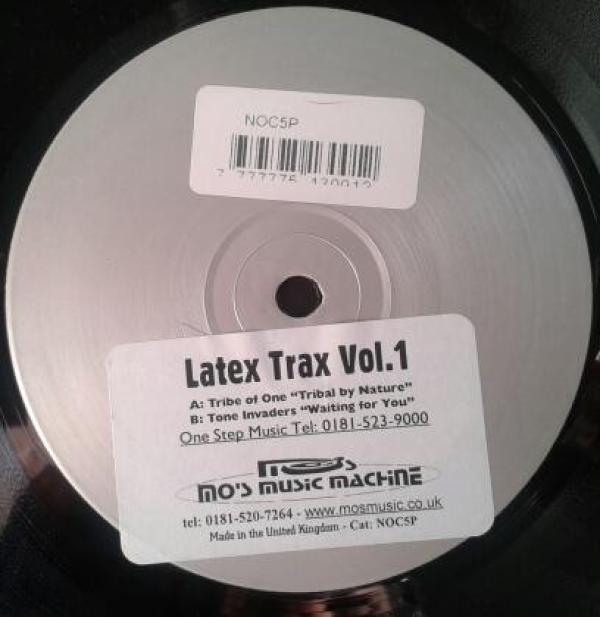 NOC5P
Latex Trax Vol.1
A: Tribe of One "Tribal by Nature"
B: Tone Invaders "Waiting for You"
One Step Music Tel: 0181-523-9000
MO'S
MO'S MUSIC MACHINE
tel: 0181-520-7264 - www.mosmusic.co.uk
Made in the United Kingdom - Cat: NOC5P